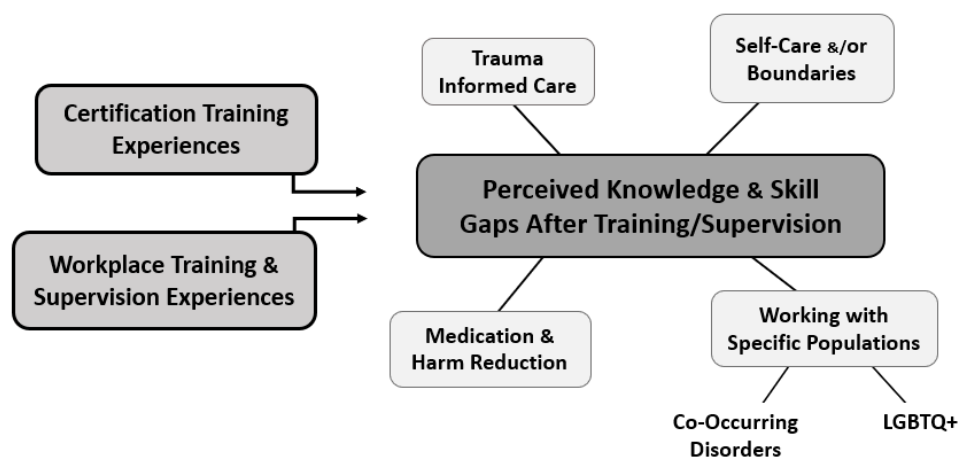 Certification Training
Experiences
Workplace Training &
Supervision Experiences
Trauma
Informed Care
Self-Care &/or
Boundaries
Perceived Knowledge & Skill
Gaps After Training/Supervision
Medication &
Harm Reduction
Working with
Specific Populations
Co-Occurring
Disorders
LGBTQ+